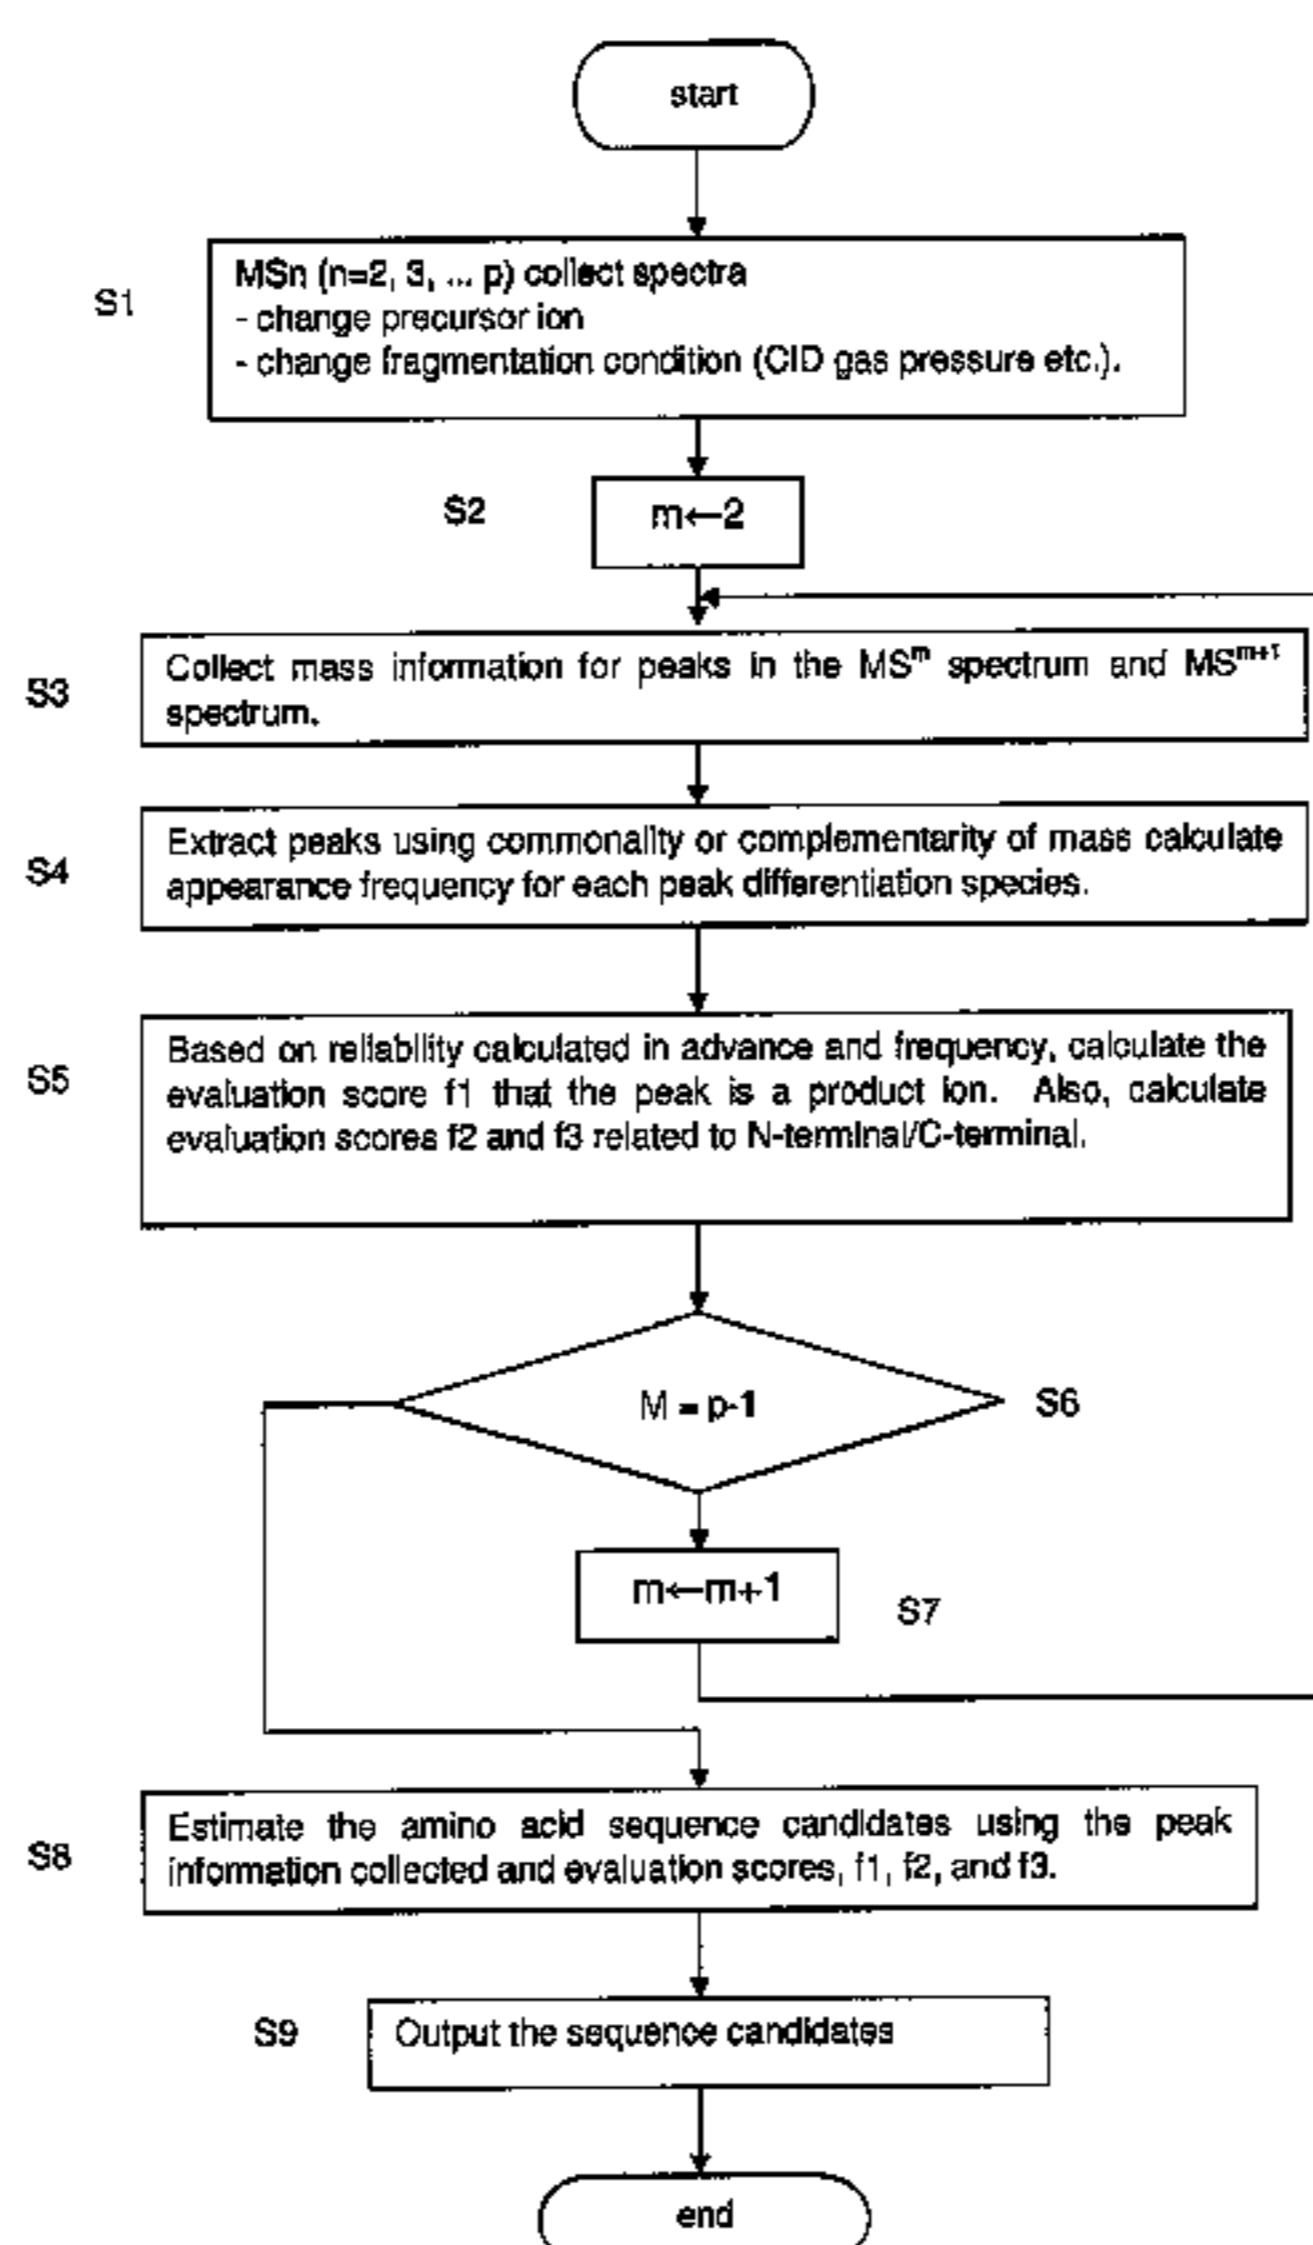 start
S1
MSn (n=2, 3, ... p) collect spectra
- change precursor ion
- change fragmentation condition (CID gas pressure etc.).
S2
m←2
S3
Collect mass information for peaks in the MSᵐ spectrum and MSᵐ⁺¹
spectrum.
S4
Extract peaks using commonality or complementarity of mass calculate
appearance frequency for each peak differentiation species.
S5
Based on reliability calculated in advance and frequency, calculate the
evaluation score f1 that the peak is a product ion. Also, calculate
evaluation scores f2 and f3 related to N-terminal/C-terminal.
M = p-1
S6
m←m+1
S7
S8
Estimate the amino acid sequence candidates using the peak
information collected and evaluation scores, f1, f2, and f3.
S9
Output the sequence candidates
end